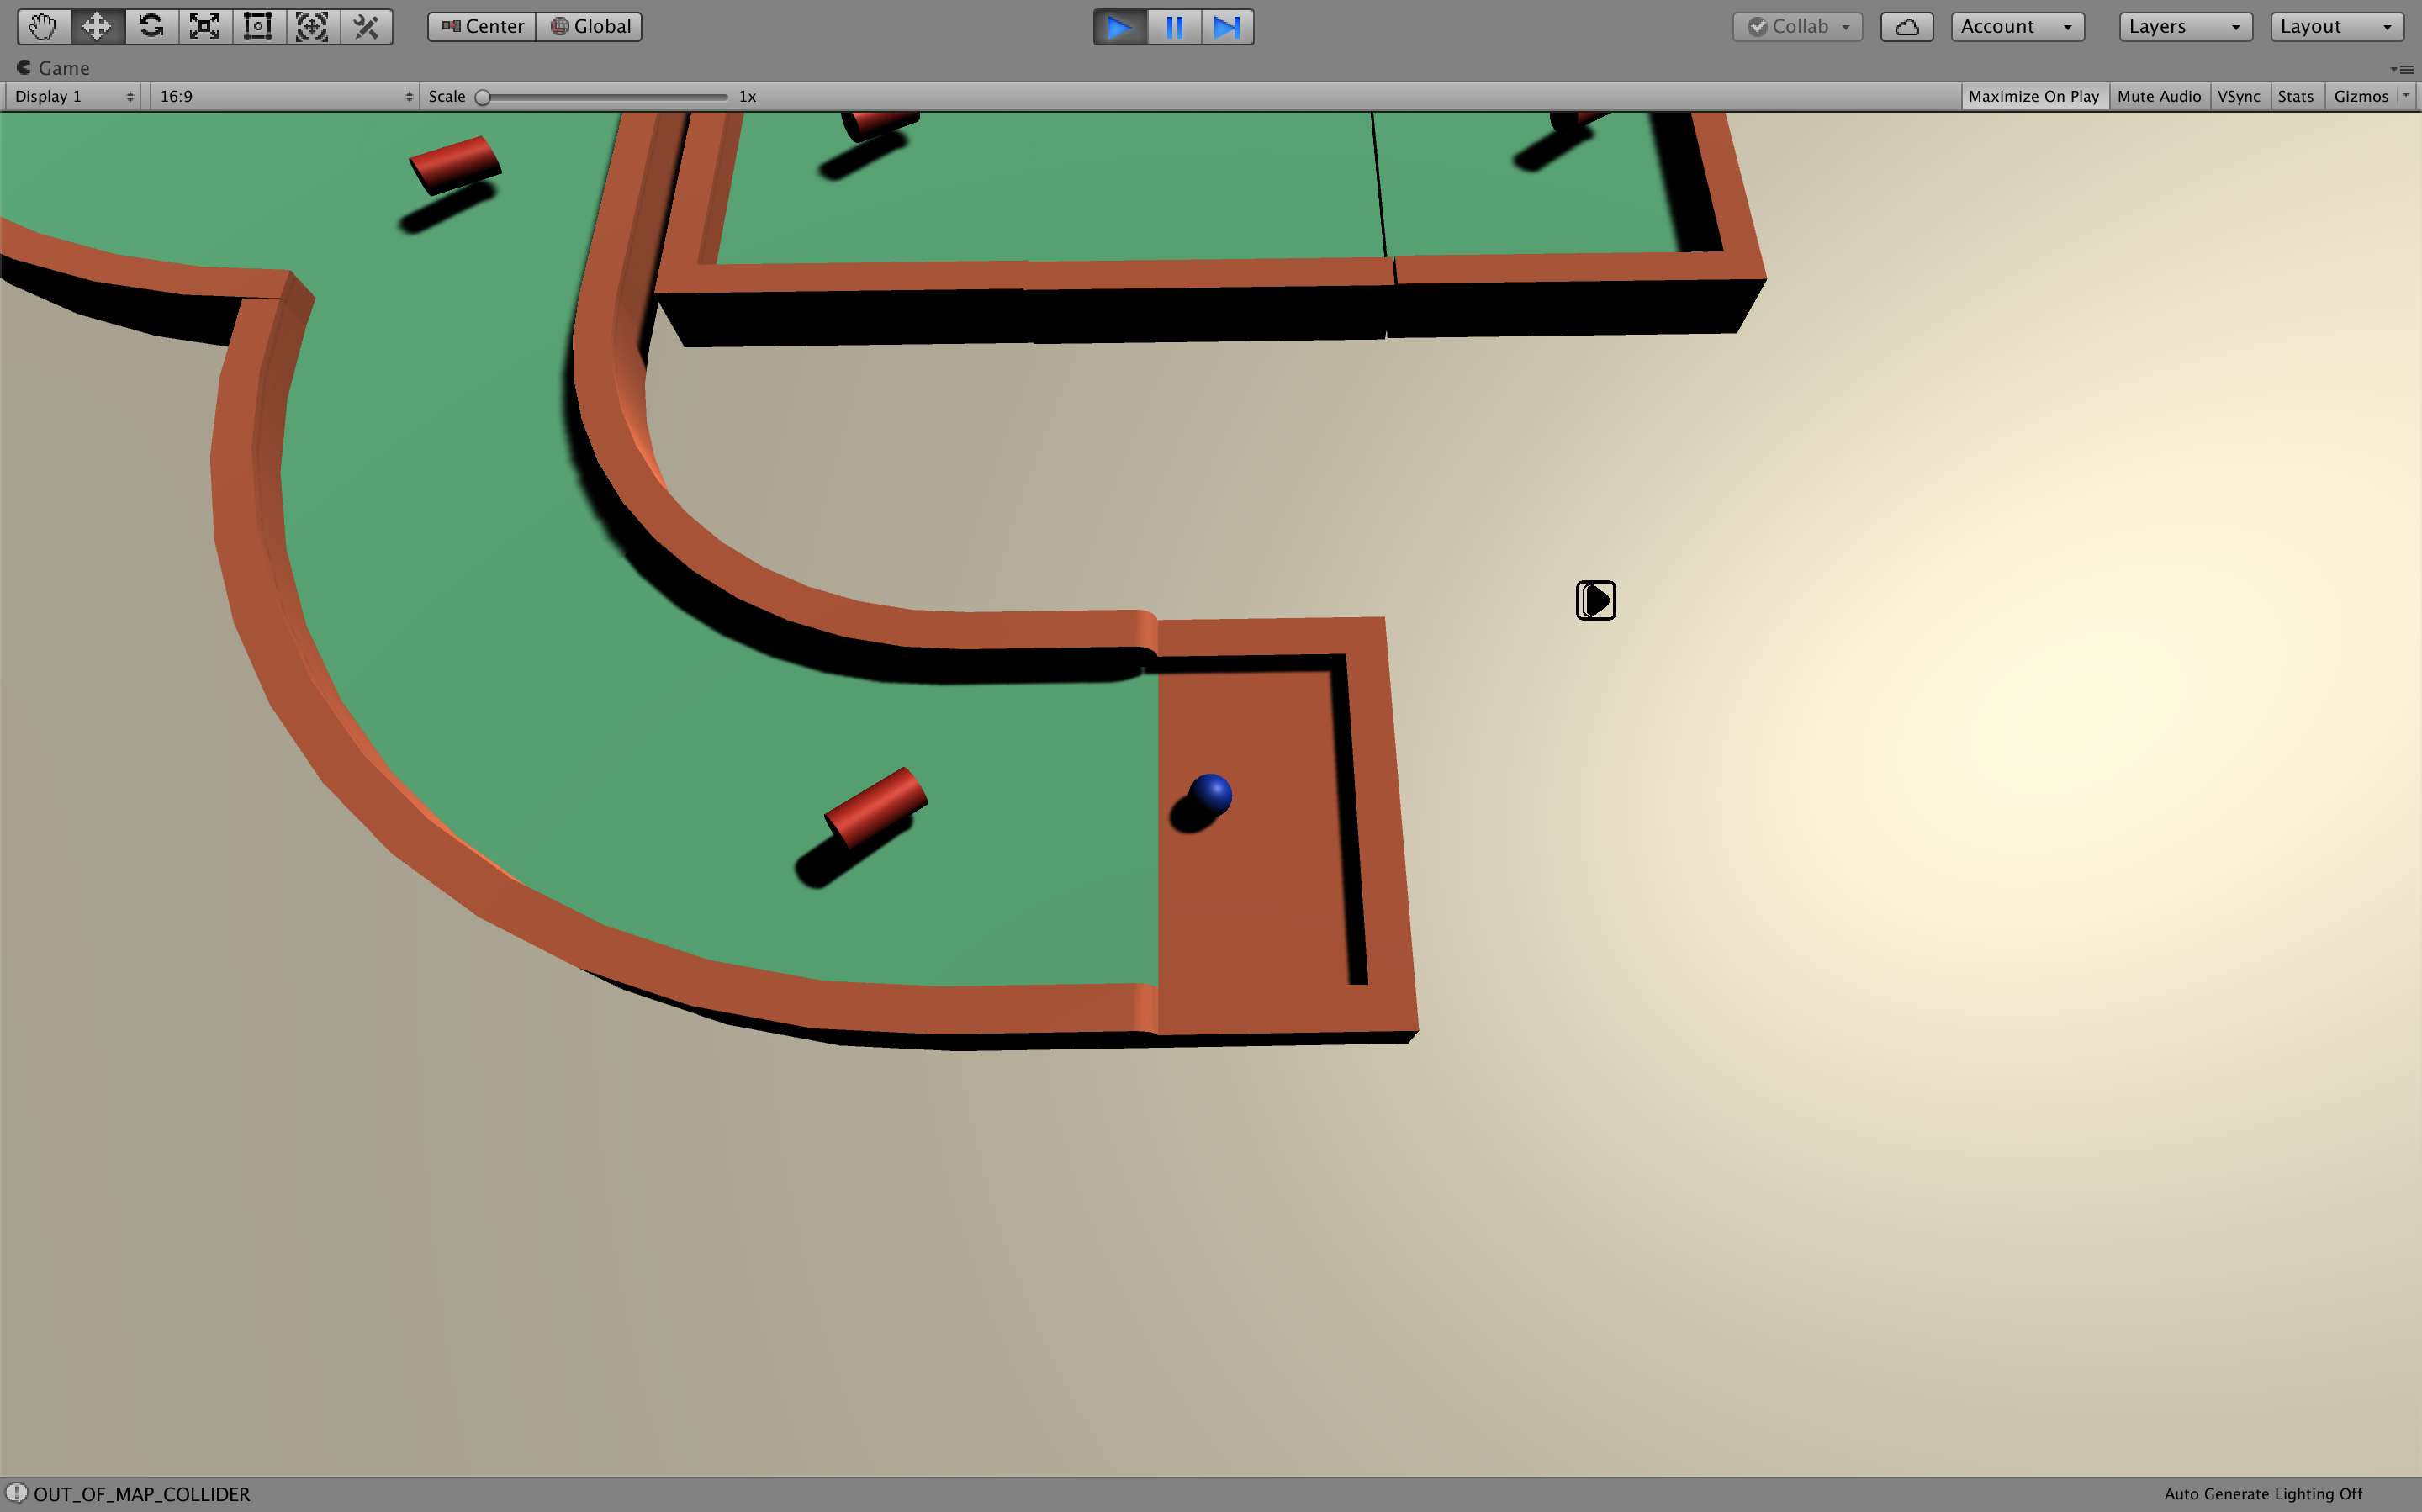 Center Global Collab Account Layers Layout
Game
Display 1 16:9 Scale 1x Maximize On Play Mute Audio VSync Stats Gizmos
OUT_OF_MAP_COLLIDER Auto Generate Lighting Off